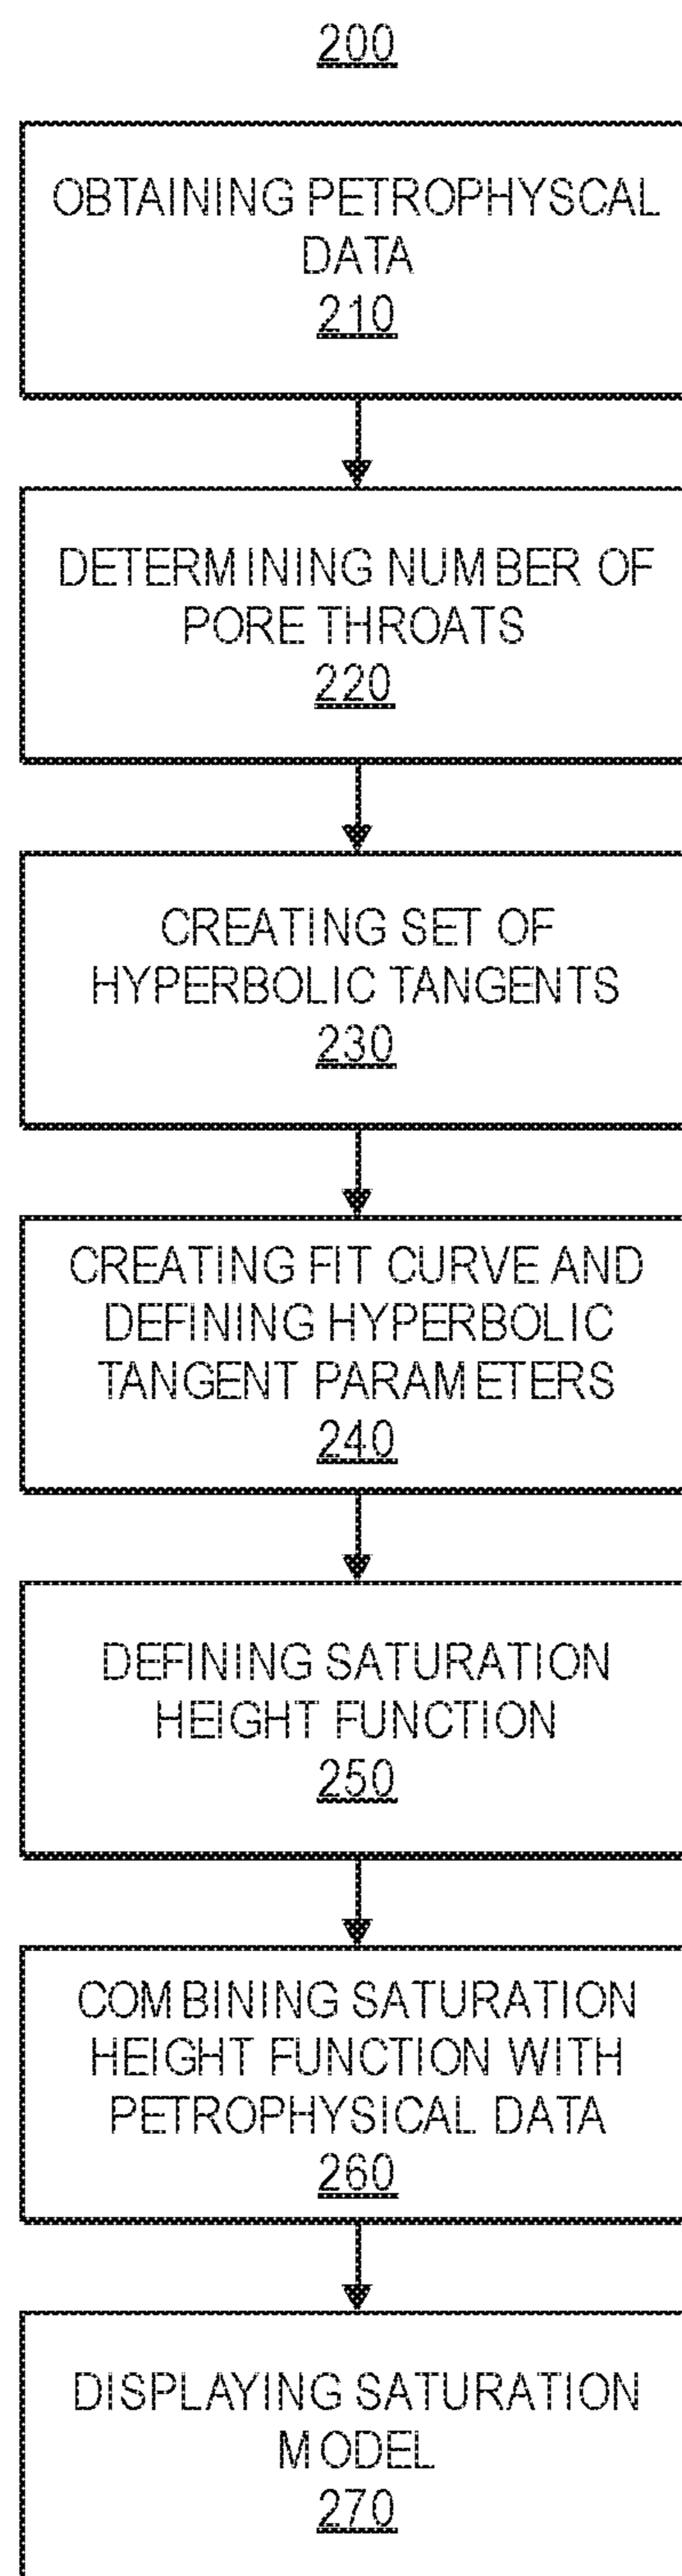 200
OBTAINING PETROPHYSCAL
DATA
210
DETERMINING NUMBER OF
PORE THROATS
220
CREATING SET OF
HYPERBOLIC TANGENTS
230
CREATING FIT CURVE AND
DEFINING HYPERBOLIC
TANGENT PARAMETERS
240
DEFINING SATURATION
HEIGHT FUNCTION
250
COMBINING SATURATION
HEIGHT FUNCTION WITH
PETROPHYSICAL DATA
260
DISPLAYING SATURATION
MODEL
270